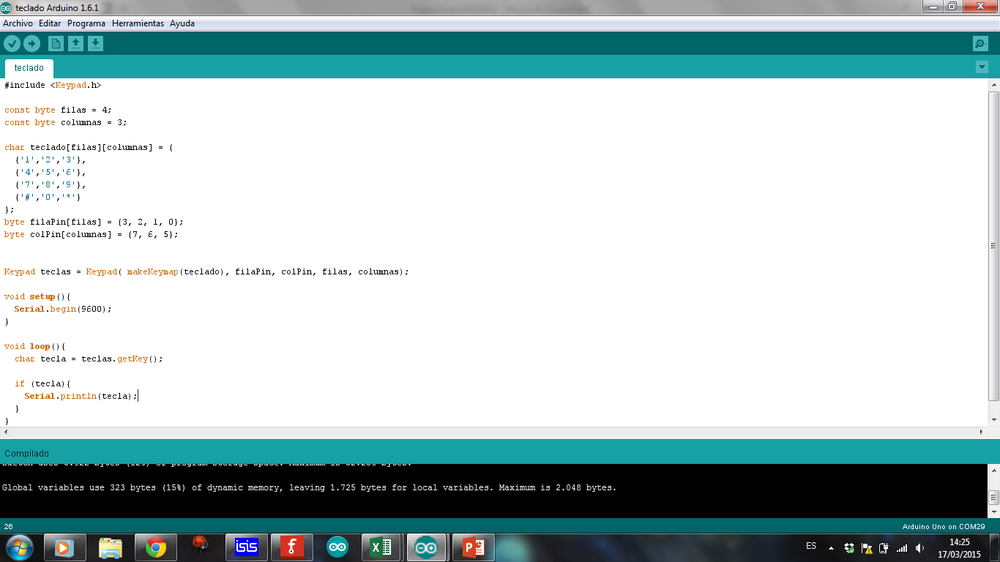 teclado Arduino 1.6.1
Archivo Editar Programa Herramientas Ayuda
teclado
#include <Keypad.h>
const byte filas = 4;
const byte columnas = 3;
char teclado[filas][columnas] = {
{'1','2','3'},
{'4','5','6'},
{'7','8','9'},
{'#','0','*'}
};
byte filaPin[filas] = {3, 2, 1, 0};
byte colPin[columnas] = {7, 6, 5};
Keypad teclas = Keypad( makeKeymap(teclado), filaPin, colPin, filas, columnas);
void setup(){
Serial.begin(9600);
}
void loop(){
char tecla = teclas.getKey();
if (tecla){
Serial.println(tecla);
}
}
Compilado
Global variables use 323 bytes (15%) of dynamic memory, leaving 1.725 bytes for local variables. Maximum is 2.048 bytes.
26
Arduino Uno on COM29
isis
ES
14:25
17/03/2015